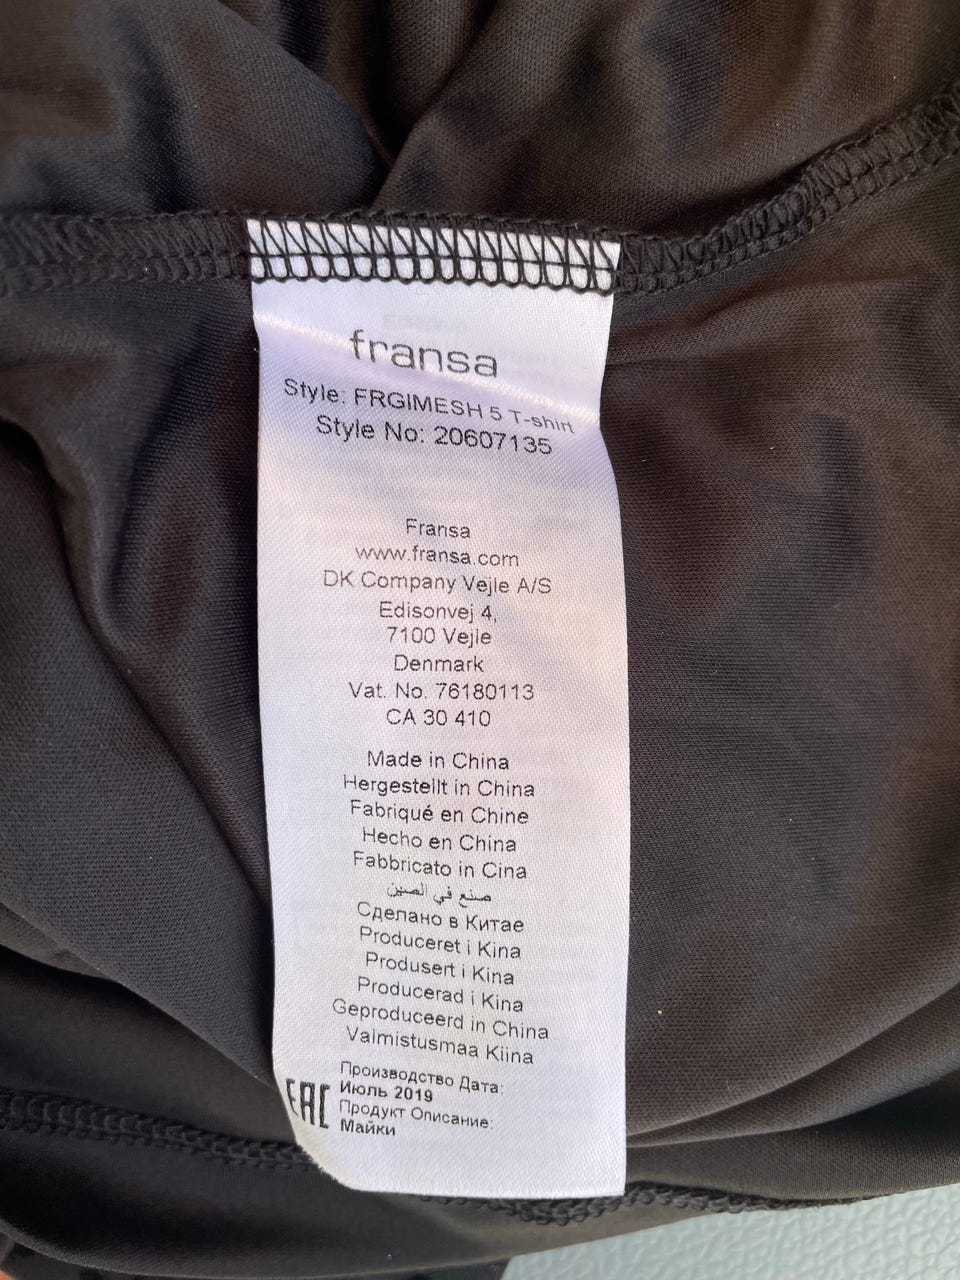 fransa
Style: FRGIMESH 5 T-shirt
Style No: 20607135
Fransa
www.fransa.com
DK Company Vejle A/S
Edisonvej 4,
7100 Vejle
Denmark
Vat. No. 76180113
CA 30 410
Made in China
Hergestellt in China
Fabriqué en Chine
Hecho en China
Fabbricato in Cina
صنع في الصين
Сделано в Китае
Produceret i Kina
Produsert i Kina
Producerad i Kina
Geproduceerd in China
Valmistusmaa Kiina
EAC
Производство Дата:
Июль 2019
Продукт Описание:
Майки